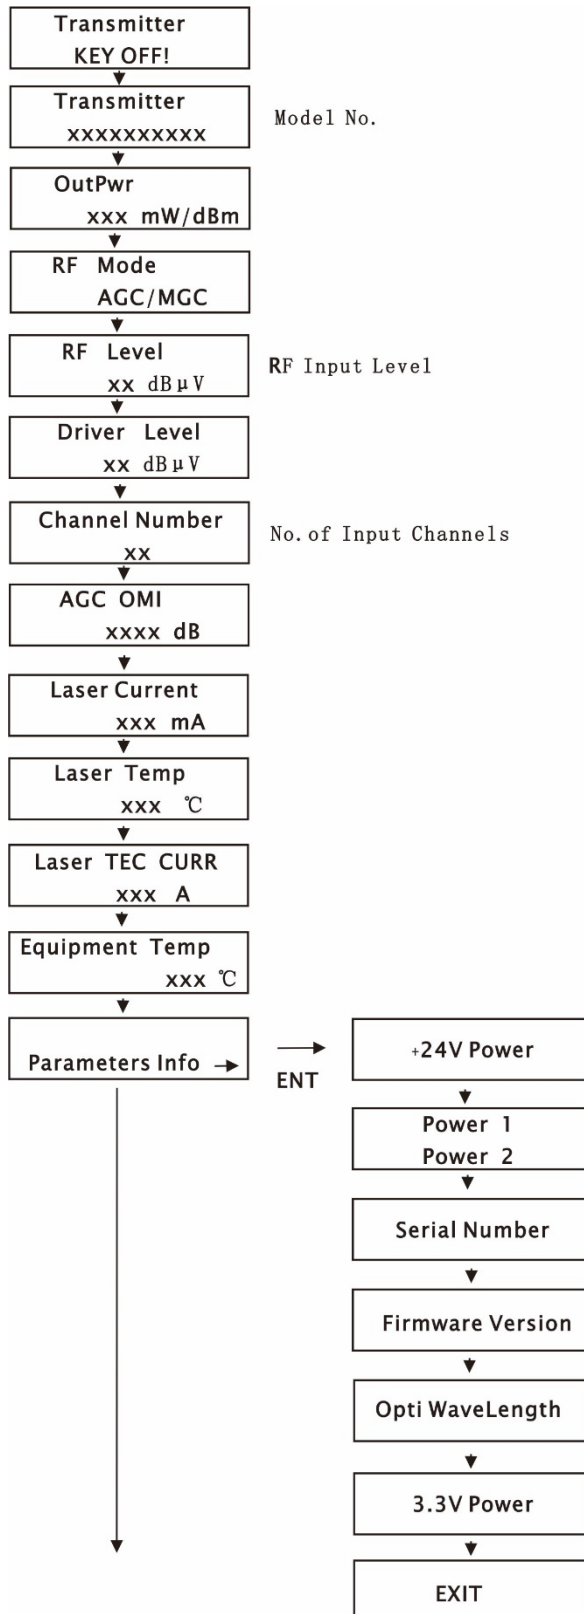 Transmitter
KEY OFF!
Transmitter
xxxxxxxxxx
Model No.
OutPwr
xxx mW/dBm
RF Mode
AGC/MGC
RF Level
xx dBμV
RF Input Level
Driver Level
xx dBμV
Channel Number
xx
No. of Input Channels
AGC OMI
xxxx dB
Laser Current
xxx mA
Laser Temp
xxx ℃
Laser TEC CURR
xxx A
Equipment Temp
xxx ℃
Parameters Info →
ENT
+24V Power
Power 1
Power 2
Serial Number
Firmware Version
Opti WaveLength
3.3V Power
EXIT